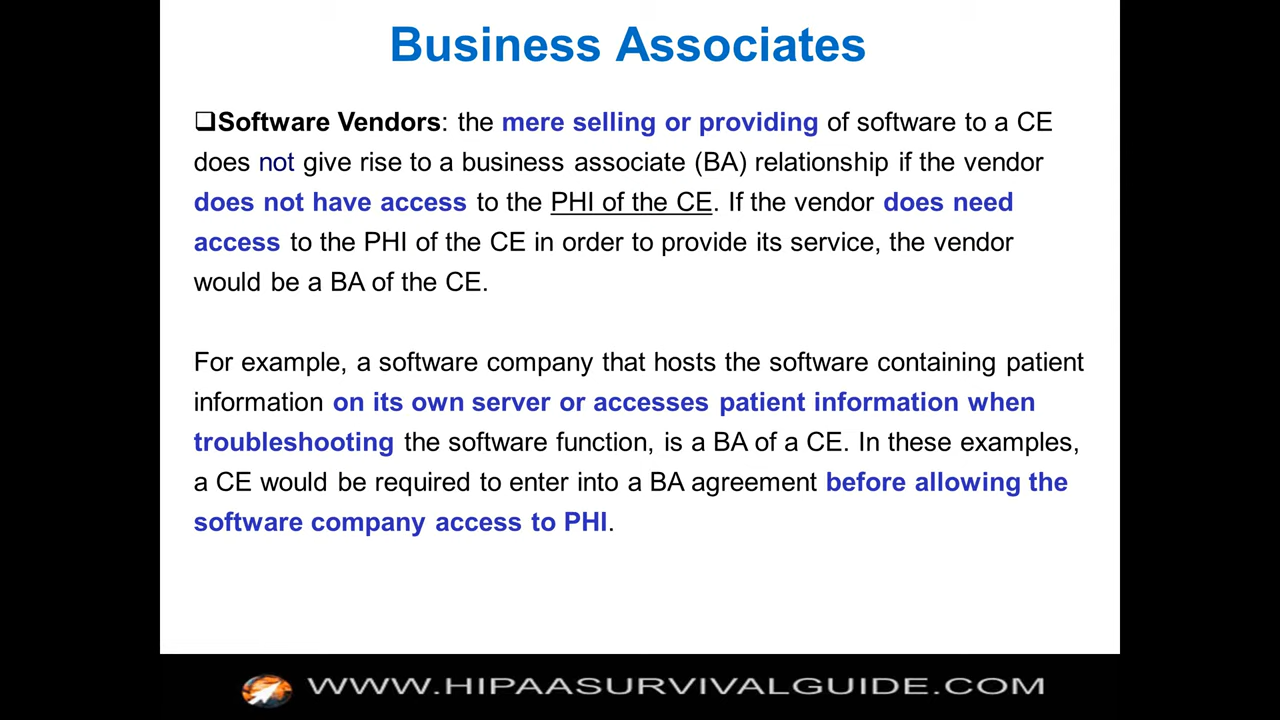 Business Associates
❑Software Vendors: the mere selling or providing of software to a CE
does not give rise to a business associate (BA) relationship if the vendor
does not have access to the PHI of the CE. If the vendor does need
access to the PHI of the CE in order to provide its service, the vendor
would be a BA of the CE.
For example, a software company that hosts the software containing patient
information on its own server or accesses patient information when
troubleshooting the software function, is a BA of a CE. In these examples,
a CE would be required to enter into a BA agreement before allowing the
software company access to PHI.
WWW.HIPAASURVIVALGUIDE.COM